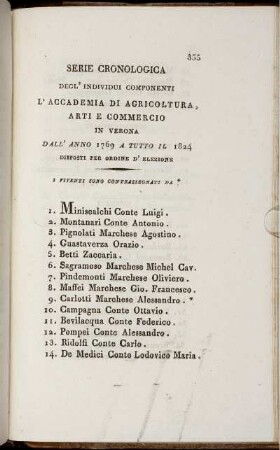 355
SERIE CRONOLOGICA
DEGL' INDIVIDUI COMPONENTI
L' ACCADEMIA DI AGRICOLTURA,
ARTI E COMMERCIO
IN VERONA
DALL' ANNO 1769 A TUTTO IL 1824
DISPOSTI PER ORDINE D' ELEZIONE
I VIVENTI SONO CONTRASSEGNATI DA *
1. Miniscalchi Conte Luigi.
2. Montanari Conte Antonio.
3. Pignolati Marchese Agostino.
4. Guastaverza Orazio.
5. Betti Zaccaria.
6. Sagramoso Marchese Michel Cav.
7. Pindemonti Marchese Oliviero.
8. Maffei Marchese Gio. Francesco.
9. Carlotti Marchese Alessandro. *
10. Campagna Conte Ottavio.
11. Bevilacqua Conte Federico.
12. Pompei Conte Alessandro.
13. Ridolfi Conte Carlo.
14. De Medici Conte Lodovico Maria.